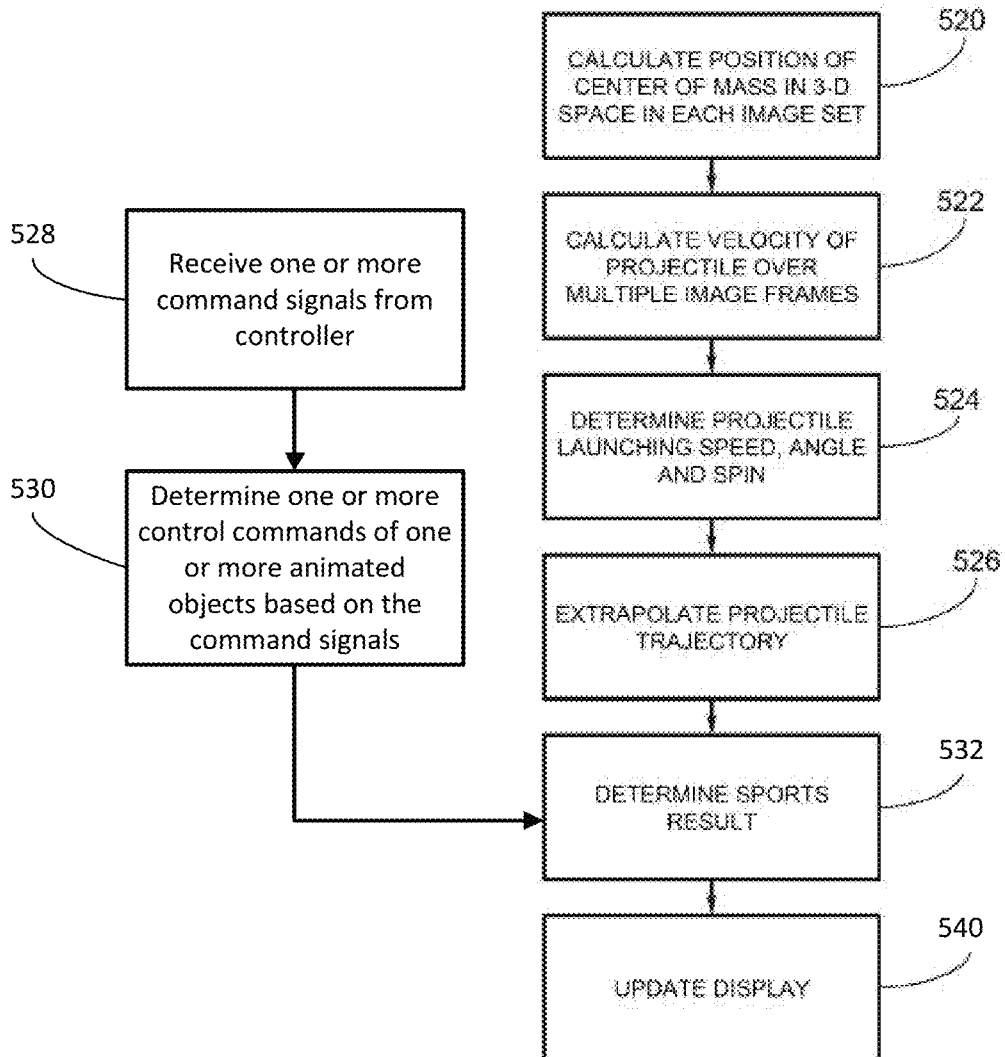 520
CALCULATE POSITION OF
CENTER OF MASS IN 3-D
SPACE IN EACH IMAGE SET
522
CALCULATE VELOCITY OF
PROJECTILE OVER
MULTIPLE IMAGE FRAMES
528
Receive one or more
command signals from
controller
524
DETERMINE PROJECTILE
LAUNCHING SPEED, ANGLE
AND SPIN
530
Determine one or more
control commands of one
or more animated
objects based on the
command signals
526
EXTRAPOLATE PROJECTILE
TRAJECTORY
532
DETERMINE SPORTS
RESULT
540
UPDATE DISPLAY